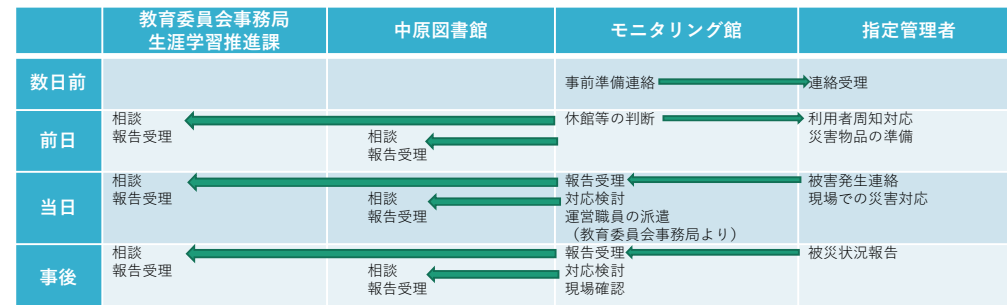 教育委員会事務局
生涯学習推進課
中原図書館
モニタリング館
指定管理者
数日前
事前準備連絡
連絡受理
前日
相談
報告受理
相談
報告受理
休館等の判断
利用者周知対応
災害物品の準備
当日
相談
報告受理
相談
報告受理
報告受理
対応検討
運営職員の派遣
（教育委員会事務局より）
被害発生連絡
現場での災害対応
事後
相談
報告受理
相談
報告受理
報告受理
対応検討
現場確認
被災状況報告